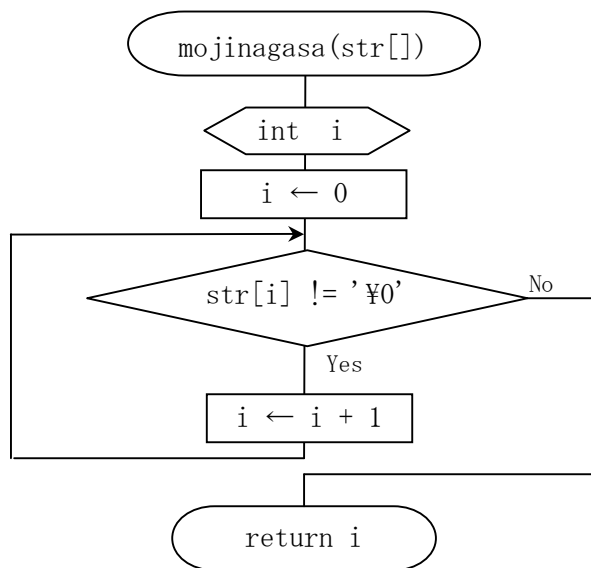 mojinagasa(str[])
int i
i ← 0
str[i] != '¥0'
No
Yes
i ← i + 1
return i